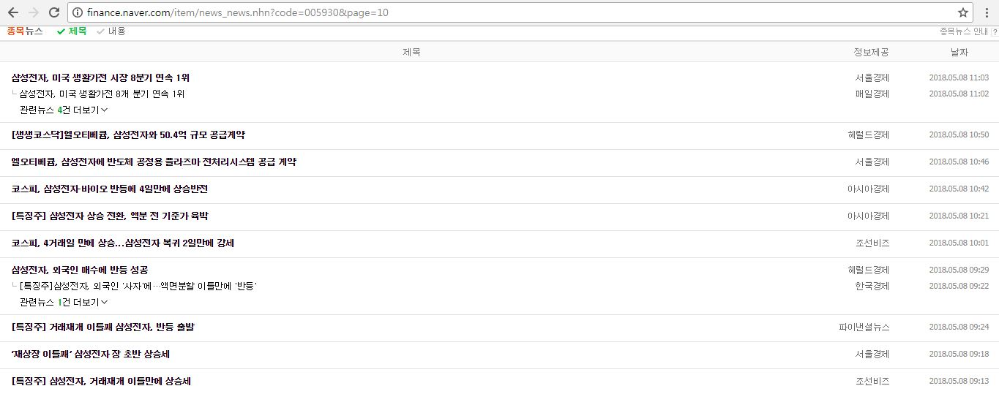 finance.naver.com/item/news_news.nhn?code=005930&page=10
종목뉴스 제목 내용 종목뉴스 안내 ?
제목 정보제공 날짜
삼성전자, 미국 생활가전 시장 8분기 연속 1위 서울경제 2018.05.08 11:03
삼성전자, 미국 생활가전 8개 분기 연속 1위 매일경제 2018.05.08 11:02
관련뉴스 4건 더보기
[생생코스닥]엘오티베큠, 삼성전자와 50.4억 규모 공급계약 헤럴드경제 2018.05.08 10:50
엘오티베큠, 삼성전자에 반도체 공정용 플라즈마 전처리시스템 공급 계약 서울경제 2018.05.08 10:46
코스피, 삼성전자·바이오 반등에 4일만에 상승반전 아시아경제 2018.05.08 10:42
[특징주] 삼성전자 상승 전환, 액분 전 기준가 육박 아시아경제 2018.05.08 10:21
코스피, 4거래일 만에 상승...삼성전자 복귀 2일만에 강세 조선비즈 2018.05.08 10:01
삼성전자, 외국인 매수에 반등 성공 헤럴드경제 2018.05.08 09:29
[특징주]삼성전자, 외국인 '사자'에…액면분할 이틀만에 '반등' 한국경제 2018.05.08 09:22
관련뉴스 1건 더보기
[특징주] 거래재개 이틀째 삼성전자, 반등 출발 파이낸셜뉴스 2018.05.08 09:24
‘재상장 이틀째’ 삼성전자 장 초반 상승세 서울경제 2018.05.08 09:18
[특징주] 삼성전자, 거래재개 이틀만에 상승세 조선비즈 2018.05.08 09:13